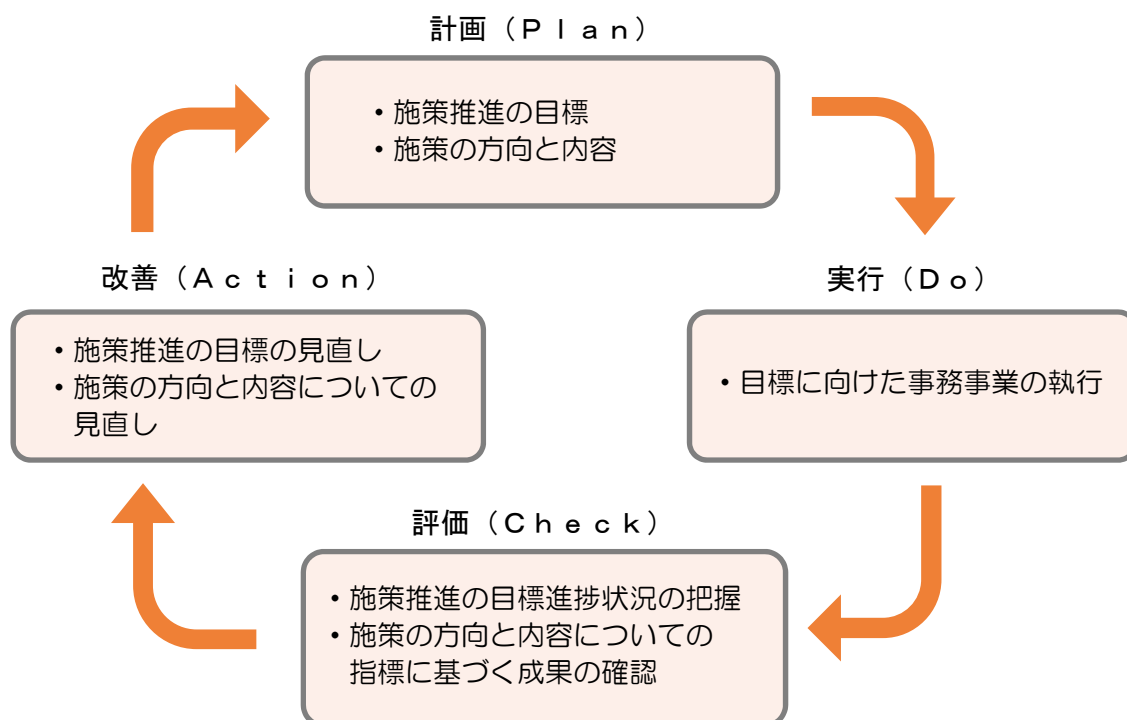 計画（Ｐｌａｎ）
・施策推進の目標
・施策の方向と内容
改善（Ａｃｔｉｏｎ）
・施策推進の目標の見直し
・施策の方向と内容についての
見直し
実行（Ｄｏ）
・目標に向けた事務事業の執行
評価（Ｃｈｅｃｋ）
・施策推進の目標進捗状況の把握
・施策の方向と内容についての
指標に基づく成果の確認